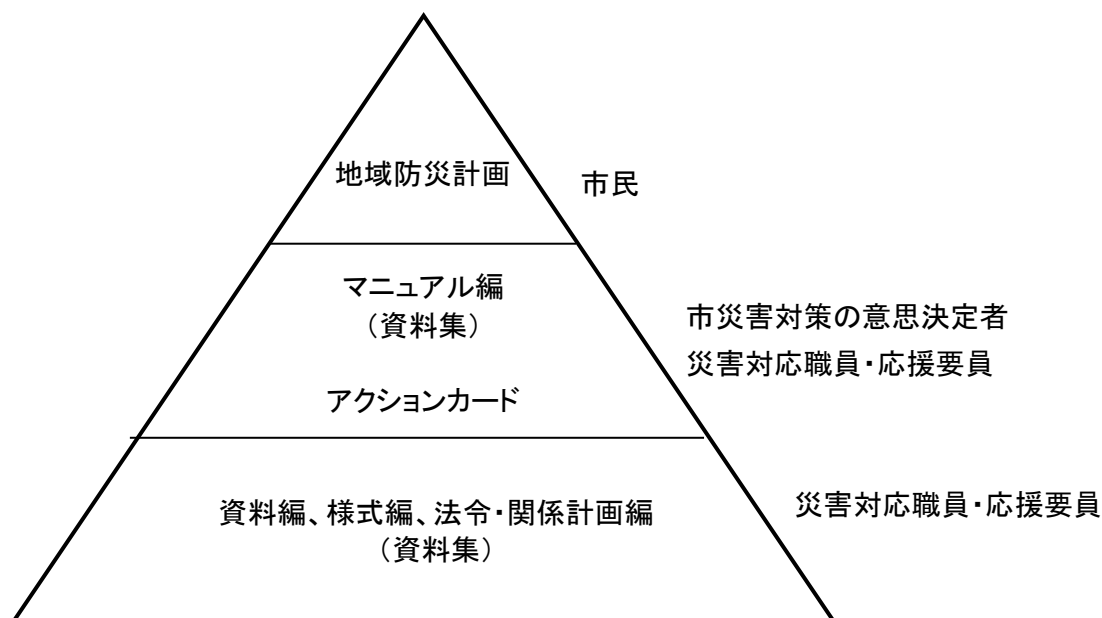 地域防災計画
市民
マニュアル編
（資料集）
市災害対策の意思決定者
災害対応職員・応援要員
アクションカード
資料編、様式編、法令・関係計画編
（資料集）
災害対応職員・応援要員